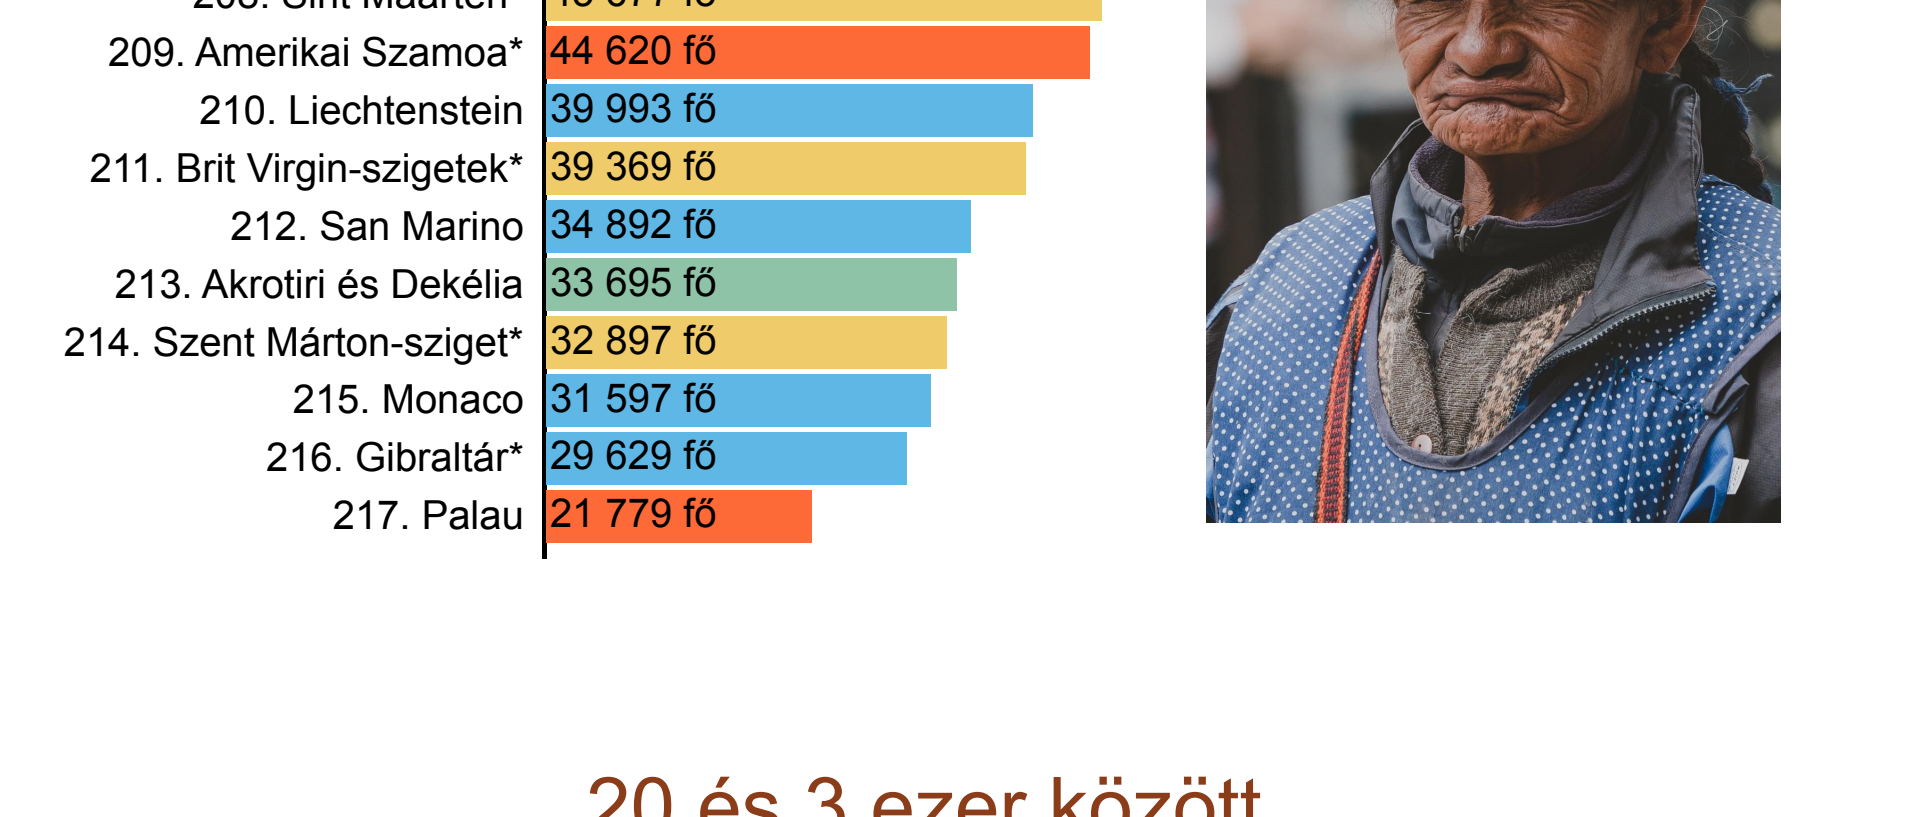 208. Sint Maarten
209. Amerikai Szamoa* 44 620 fő
210. Liechtenstein 39 993 fő
211. Brit Virgin-szigetek* 39 369 fő
212. San Marino 34 892 fő
213. Akrotiri és Dekélia 33 695 fő
214. Szent Márton-sziget* 32 897 fő
215. Monaco 31 597 fő
216. Gibraltár* 29 629 fő
217. Palau 21 779 fő
20 és 3 ezer között